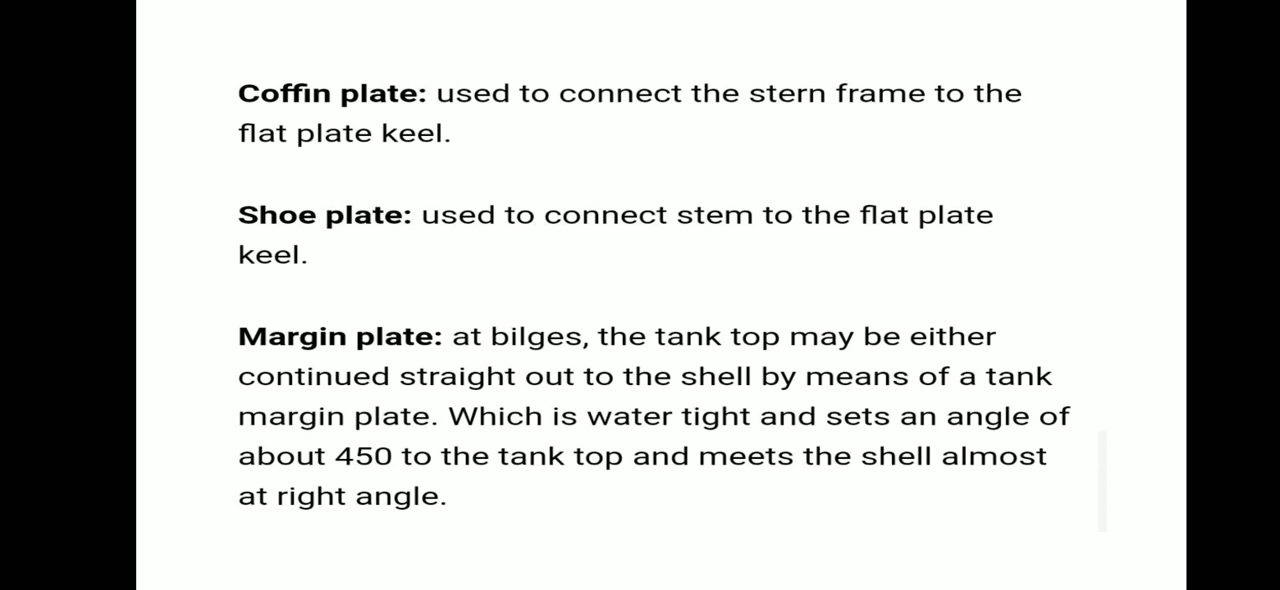 Coffin plate: used to connect the stern frame to the
flat plate keel.
Shoe plate: used to connect stem to the flat plate
keel.
Margin plate: at bilges, the tank top may be either
continued straight out to the shell by means of a tank
margin plate. Which is water tight and sets an angle of
about 450 to the tank top and meets the shell almost
at right angle.